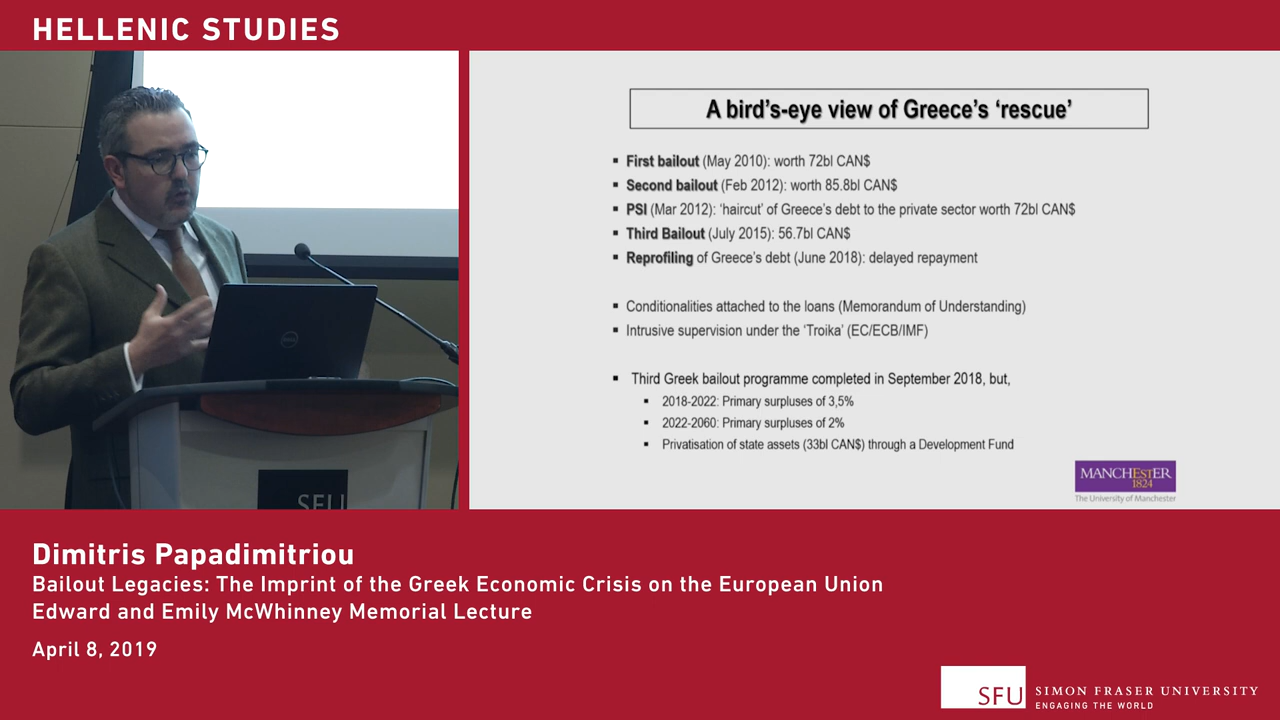 HELLENIC STUDIES
SFU
A bird's-eye view of Greece's 'rescue'
▪ First bailout (May 2010): worth 72bl CAN$
▪ Second bailout (Feb 2012): worth 85.8bl CAN$
▪ PSI (Mar 2012): 'haircut' of Greece's debt to the private sector worth 72bl CAN$
▪ Third Bailout (July 2015): 56.7bl CAN$
▪ Reprofiling of Greece's debt (June 2018): delayed repayment
▪ Conditionalities attached to the loans (Memorandum of Understanding)
▪ Intrusive supervision under the 'Troika' (EC/ECB/IMF)
▪ Third Greek bailout programme completed in September 2018, but,
▪ 2018-2022: Primary surpluses of 3,5%
▪ 2022-2060: Primary surpluses of 2%
▪ Privatisation of state assets (33bl CAN$) through a Development Fund
MANCHESTER
1824
The University of Manchester
Dimitris Papadimitriou
Bailout Legacies: The Imprint of the Greek Economic Crisis on the European Union
Edward and Emily McWhinney Memorial Lecture
April 8, 2019
SFU
SIMON FRASER UNIVERSITY
ENGAGING THE WORLD